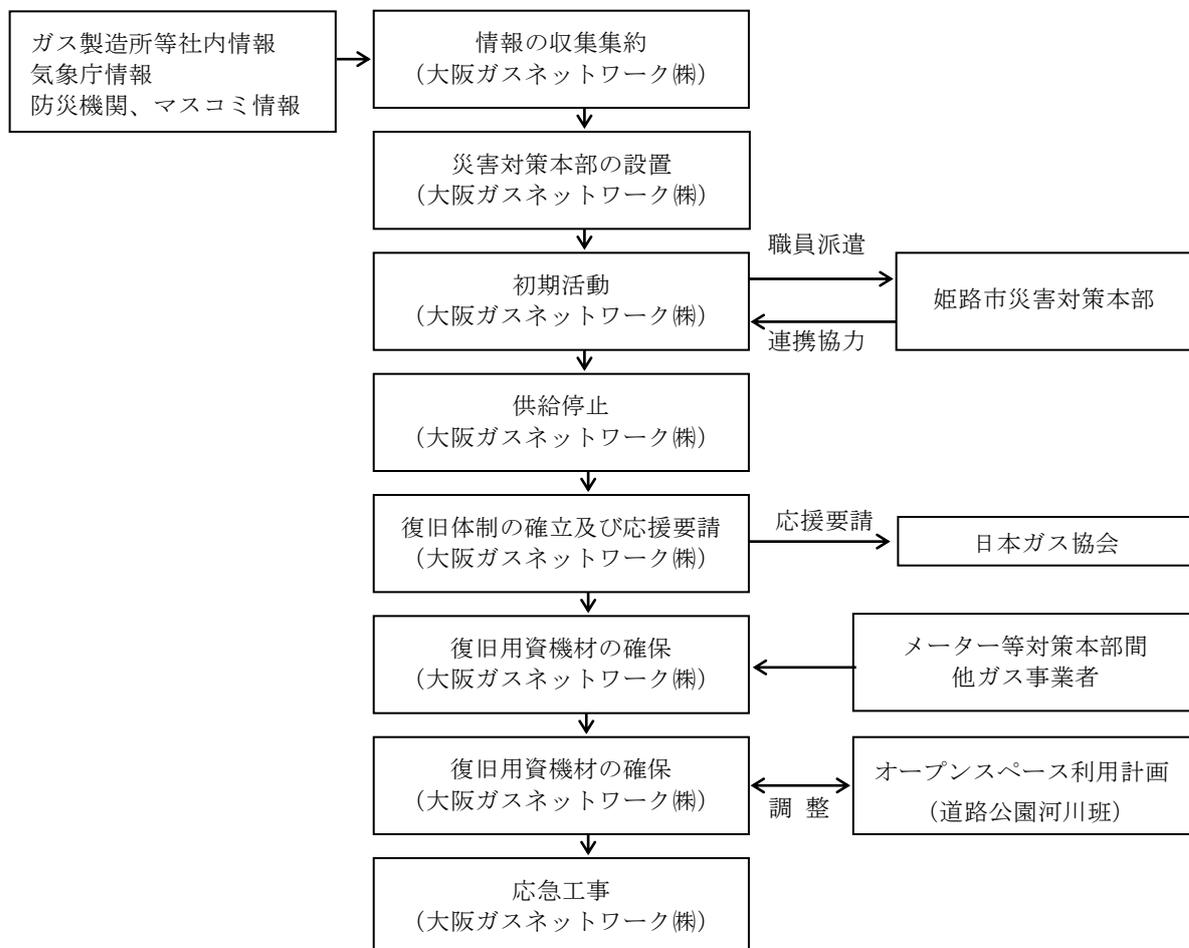 ガス製造所等社内情報
気象庁情報
防災機関、マスコミ情報
情報の収集集約
（大阪ガスネットワーク㈱）
災害対策本部の設置
（大阪ガスネットワーク㈱）
初期活動
（大阪ガスネットワーク㈱）
職員派遣
連携協力
姫路市災害対策本部
供給停止
（大阪ガスネットワーク㈱）
復旧体制の確立及び応援要請
（大阪ガスネットワーク㈱）
応援要請
日本ガス協会
復旧用資機材の確保
（大阪ガスネットワーク㈱）
メーター等対策本部間
他ガス事業者
復旧用資機材の確保
（大阪ガスネットワーク㈱）
調 整
オープンスペース利用計画
（道路公園河川班）
応急工事
（大阪ガスネットワーク㈱）